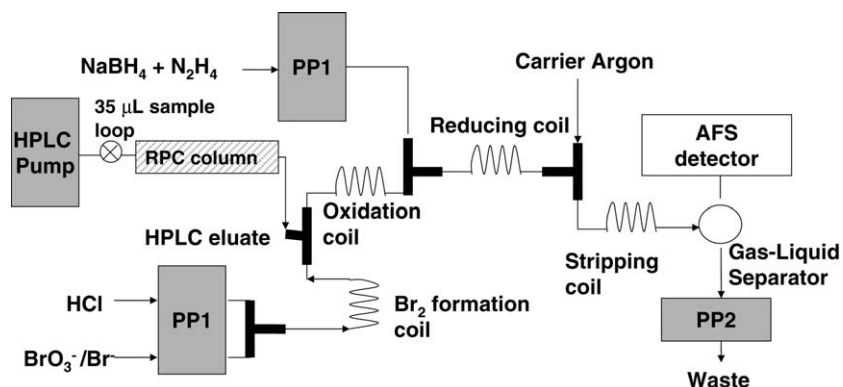 NaBH₄ + N₂H₄
PP1
Carrier Argon
35 μL sample
loop
HPLC
Pump
RPC column
Reducing coil
AFS
detector
HPLC eluate
Oxidation
coil
Gas-Liquid
Separator
Stripping
coil
HCl
PP1
BrO₃⁻/Br⁻
Br₂ formation
coil
PP2
Waste